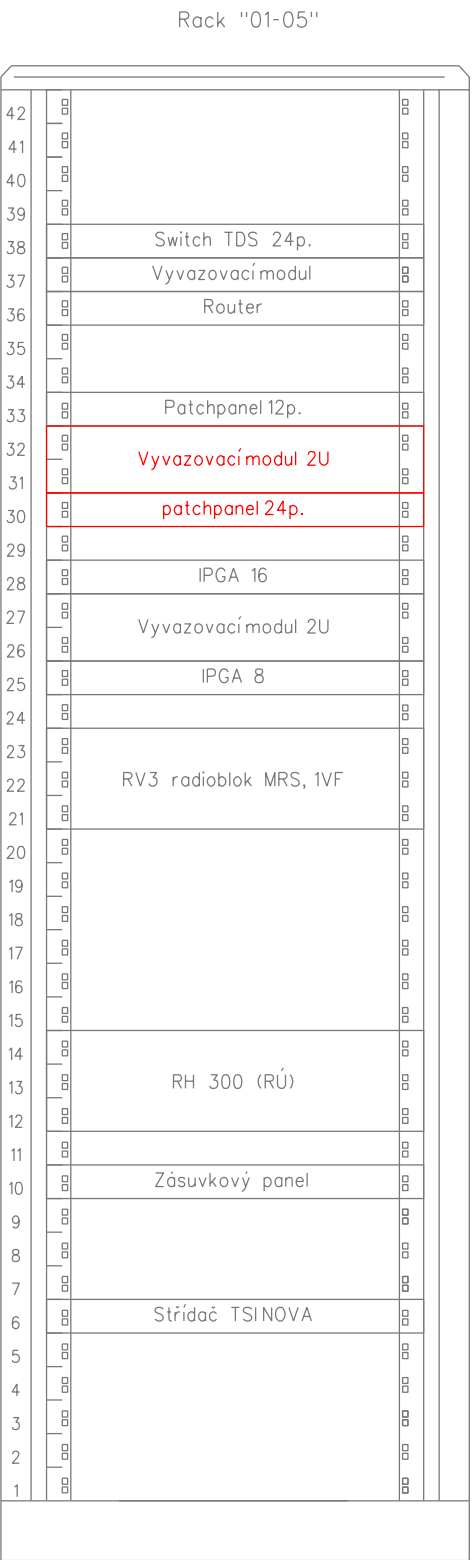 Rack "01-05"
42
41
40
39
38 Switch TDS 24p.
37 Vyvazovací modul
36 Router
35
34
33 Patchpanel 12p.
32
Vyvazovací modul 2U
31
30 patchpanel 24p.
29
28 IPGA 16
27
Vyvazovací modul 2U
26
25 IPGA 8
24
23
22 RV3 radioblok MRS, 1VF
21
20
19
18
17
16
15
14
13 RH 300 (RÚ)
12
11
10 Zásuvkový panel
9
8
7
6 Střídač TSINOVA
5
4
3
2
1